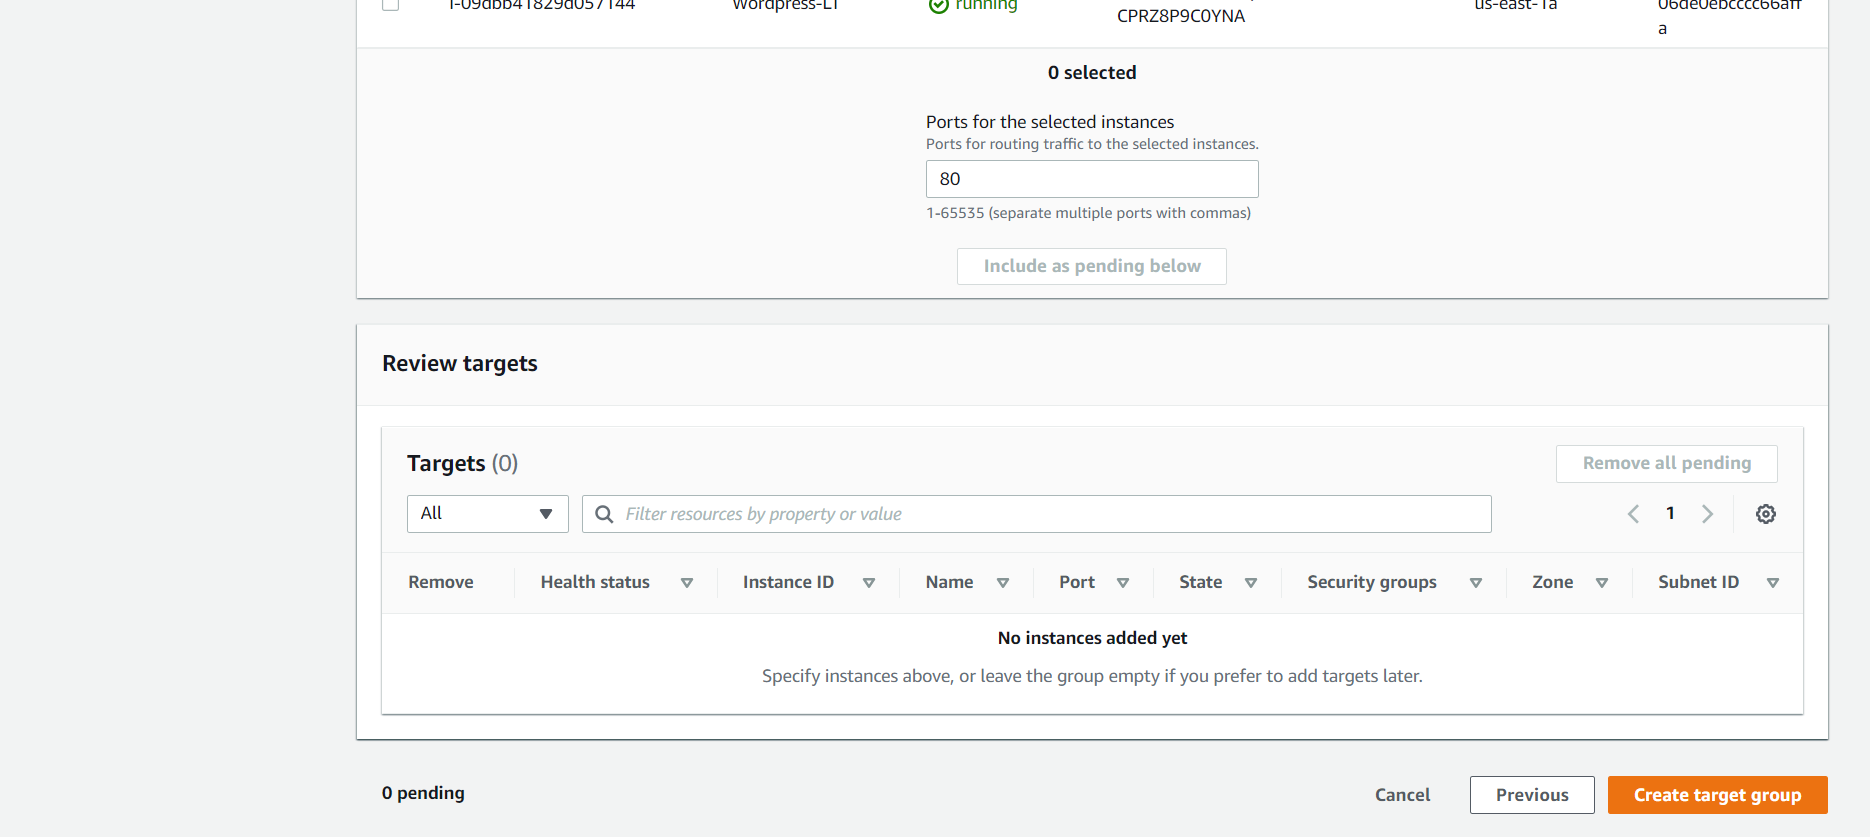 i-09dbb41829d057144 Wordpress-LT running us-east-1a 06de0ebcccc66aff
CPRZ8P9C0YNA
a
0 selected
Ports for the selected instances
Ports for routing traffic to the selected instances.
80
1-65535 (separate multiple ports with commas)
Include as pending below
Review targets
Targets (0)
Remove all pending
All
Filter resources by property or value
1
Remove Health status Instance ID Name Port State Security groups Zone Subnet ID
No instances added yet
Specify instances above, or leave the group empty if you prefer to add targets later.
0 pending
Cancel
Previous
Create target group